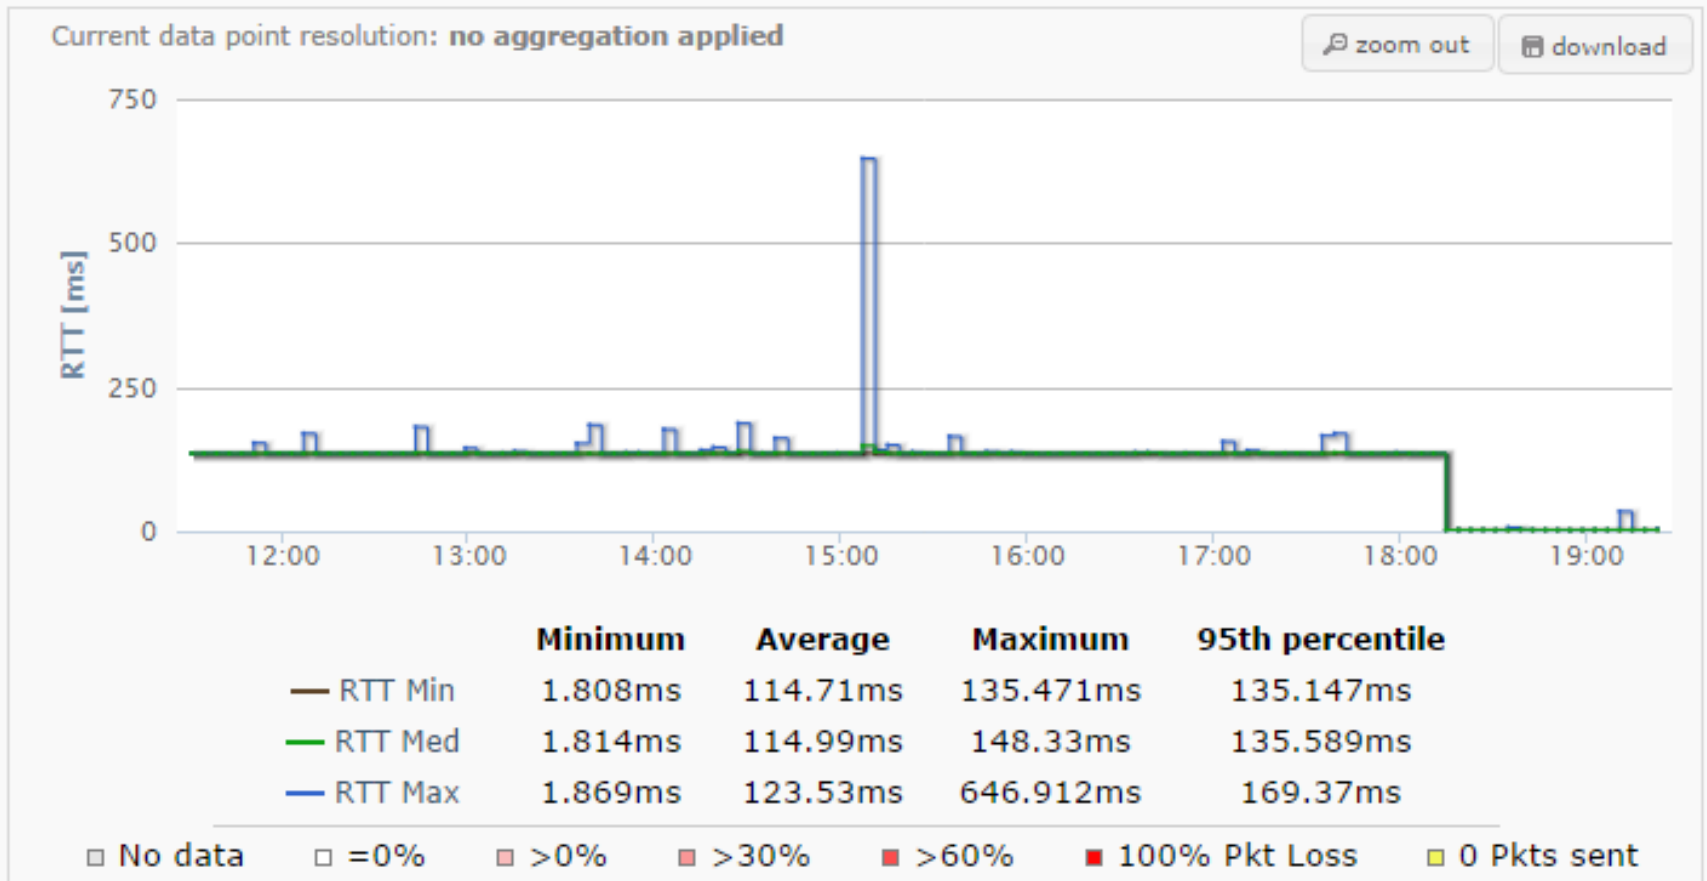 Current data point resolution: no aggregation applied
zoom out
download
750
500
250
0
RTT [ms]
12:00 13:00 14:00 15:00 16:00 17:00 18:00 19:00
Minimum Average Maximum 95th percentile
RTT Min 1.808ms 114.71ms 135.471ms 135.147ms
RTT Med 1.814ms 114.99ms 148.33ms 135.589ms
RTT Max 1.869ms 123.53ms 646.912ms 169.37ms
No data =0% >0% >30% >60% 100% Pkt Loss 0 Pkts sent